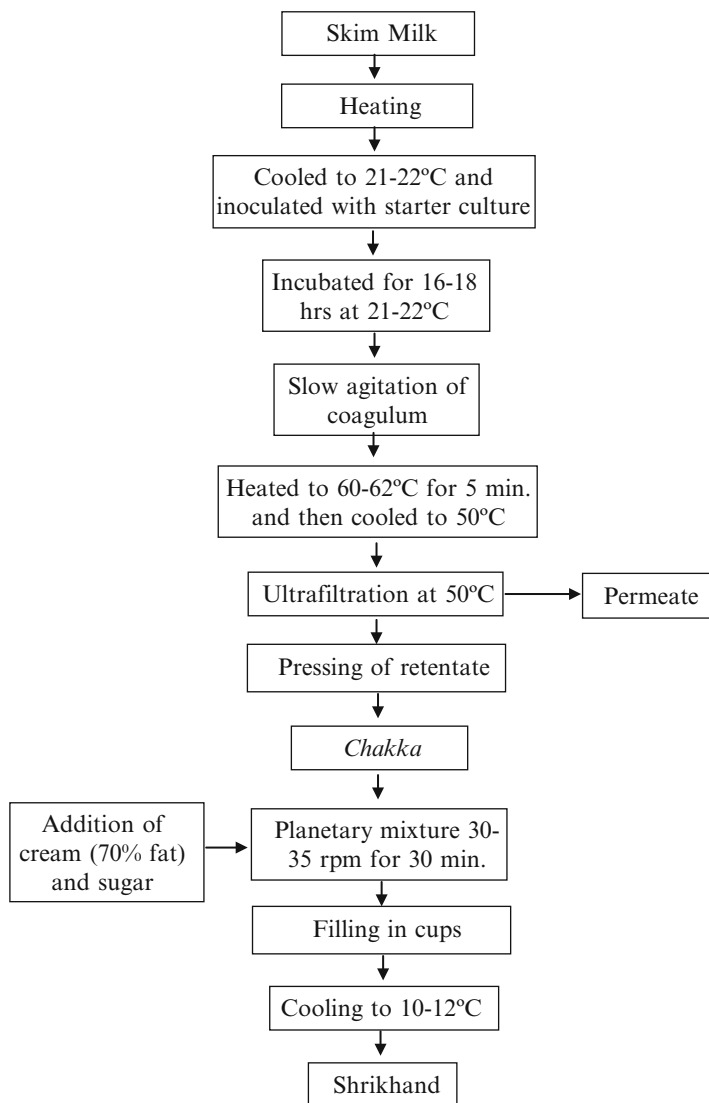 Skim Milk
Heating
Cooled to 21-22ºC and
inoculated with starter culture
Incubated for 16-18
hrs at 21-22ºC
Slow agitation of
coagulum
Heated to 60-62ºC for 5 min.
and then cooled to 50ºC
Ultrafiltration at 50ºC
Permeate
Pressing of retentate
Chakka
Addition of
cream (70% fat)
and sugar
Planetary mixture 30-
35 rpm for 30 min.
Filling in cups
Cooling to 10-12ºC
Shrikhand